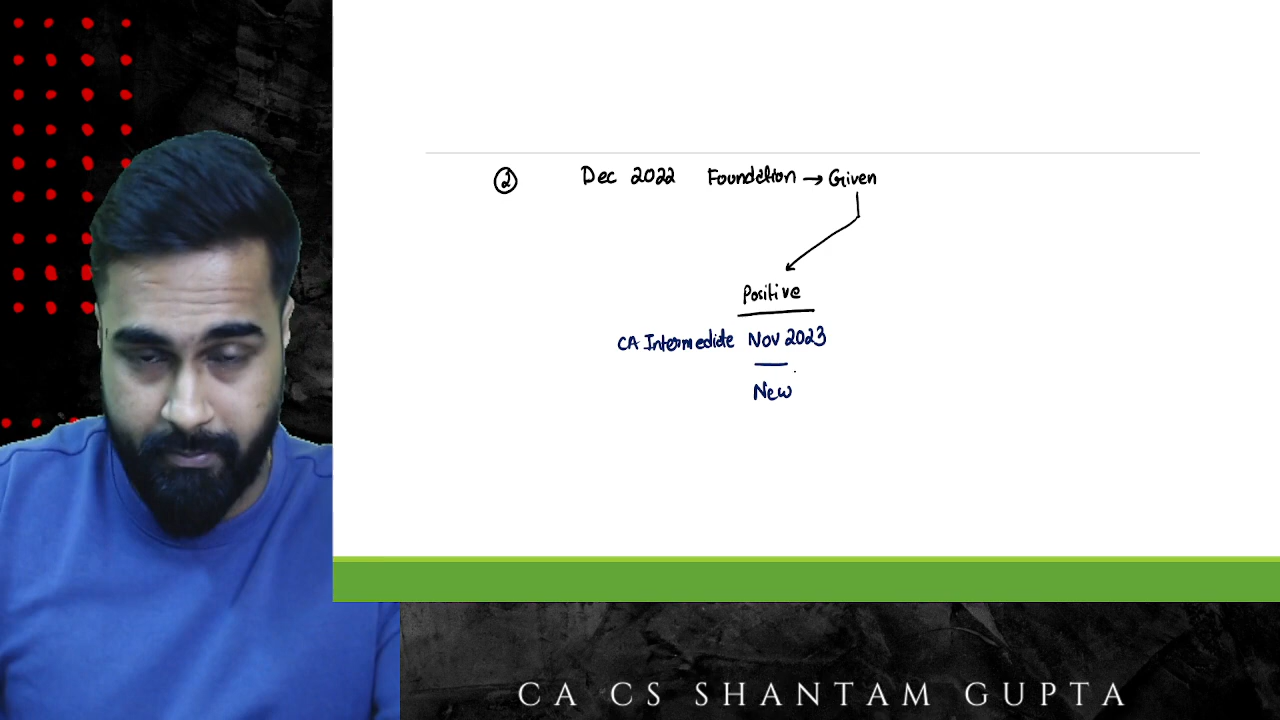 2 Dec 2022 Foundation → Given
Positive
CA Intermediate Nov 2023
New
CA CS SHANTAM GUPTA